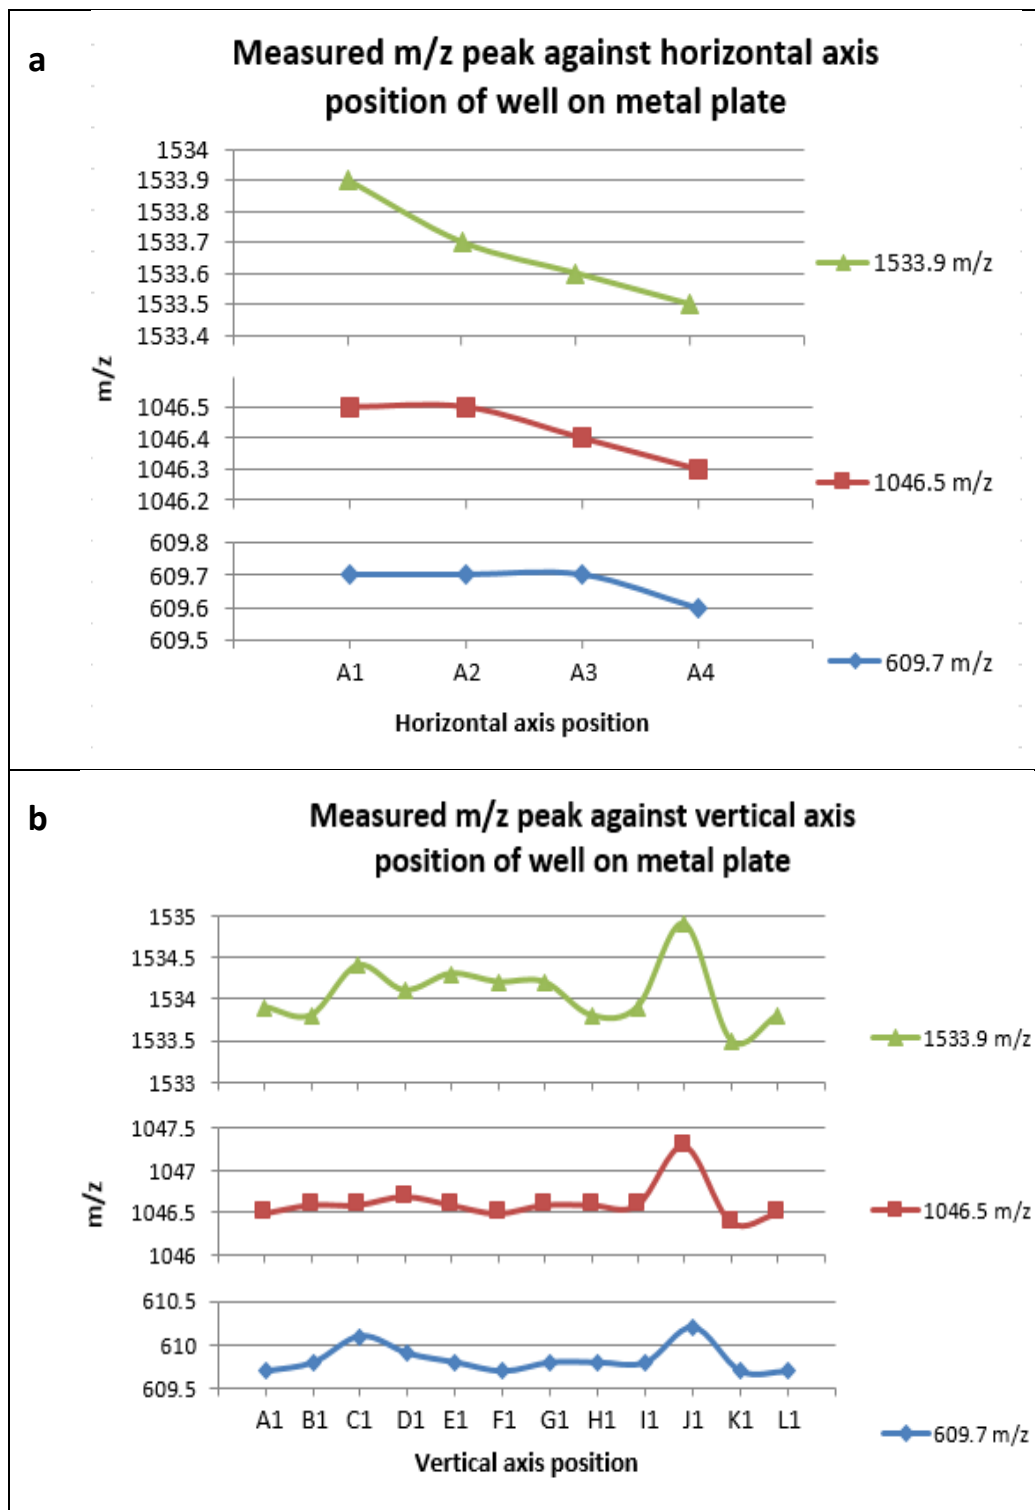 a
Measured m/z peak against horizontal axis
position of well on metal plate
1534
1533.9
1533.8
1533.7
1533.6
1533.5
1533.4
1533.9 m/z
m/z
1046.5
1046.4
1046.3
1046.2
1046.5 m/z
609.8
609.7
609.6
609.5
609.7 m/z
A1 A2 A3 A4
Horizontal axis position
b
Measured m/z peak against vertical axis
position of well on metal plate
1535
1534.5
1534
1533.5
1533
1533.9 m/z
1047.5
1047
1046.5
1046
m/z
1046.5 m/z
610.5
610
609.5
A1 B1 C1 D1 E1 F1 G1 H1 I1 J1 K1 L1
609.7 m/z
Vertical axis position